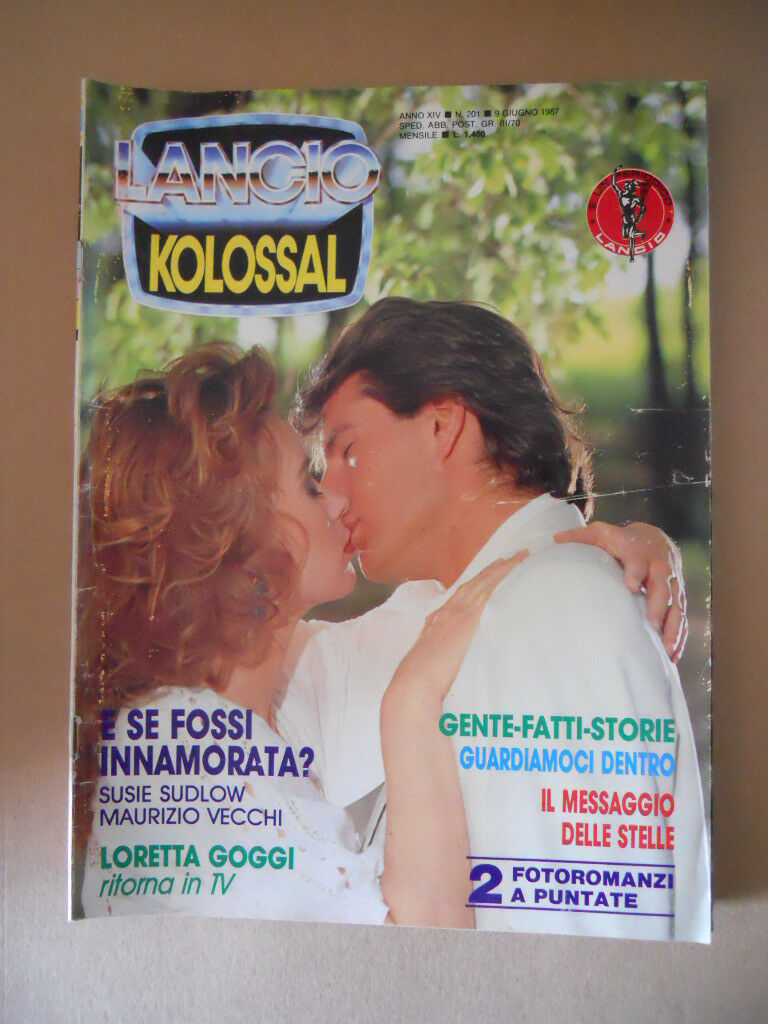 ANNO XIV ■ N. 201 ■ 9 GIUGNO 1987
SPED. ABB. POST. GR. III/70
MENSILE ■ L. 1.400
LANCIO
KOLOSSAL
LANCIO
E SE FOSSI
INNAMORATA?
SUSIE SUDLOW
MAURIZIO VECCHI
LORETTA GOGGI
ritorna in TV
GENTE-FATTI-STORIE
GUARDIAMOCI DENTRO
IL MESSAGGIO
DELLE STELLE
2 FOTOROMANZI
A PUNTATE